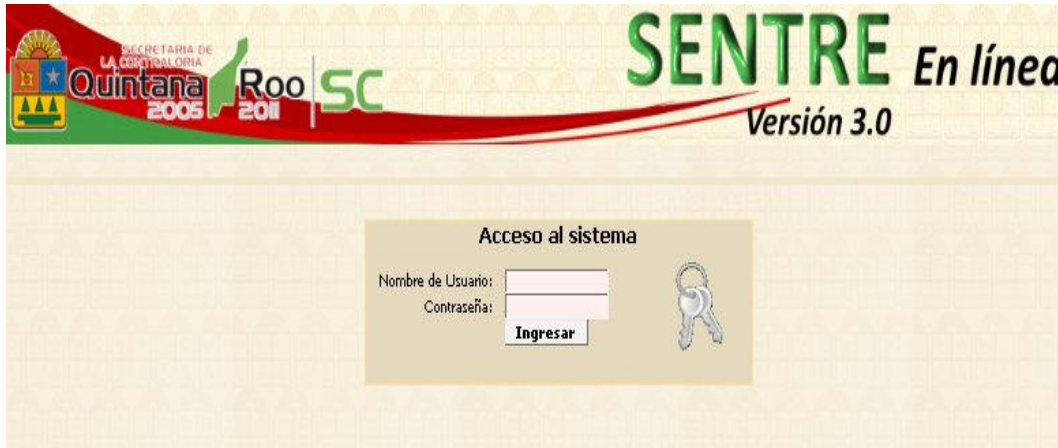 SECRETARIA DE
LA CONTRALORIA
Quintana Roo SC
2005 2011
SENTRE En línea
Versión 3.0
Acceso al sistema
Nombre de Usuario:
Contraseña:
Ingresar